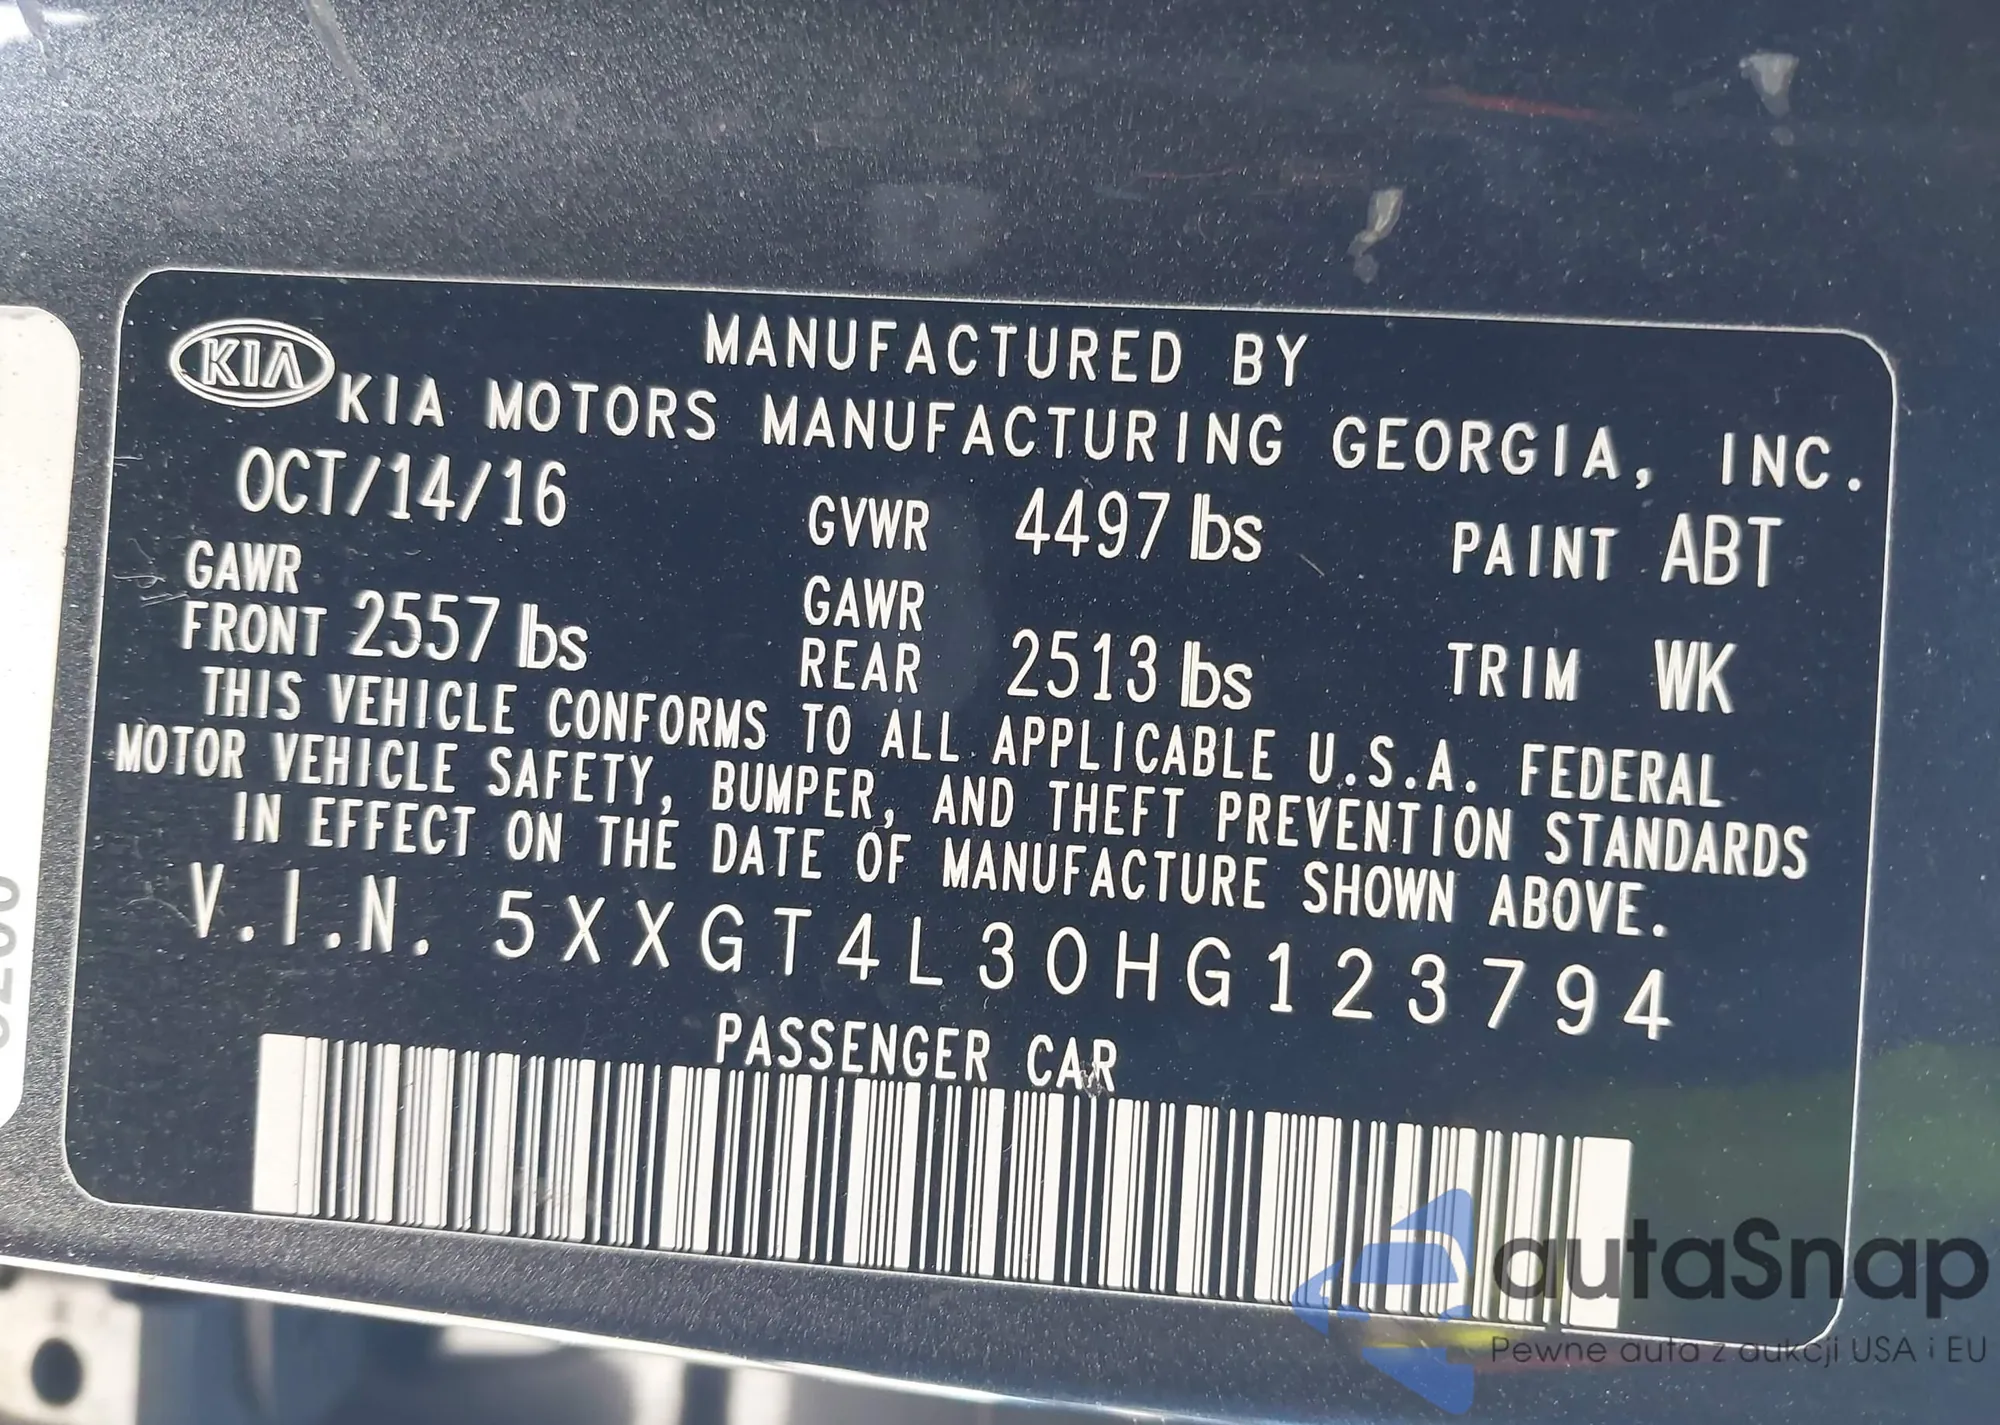 MANUFACTURED BY
KIA KIA MOTORS MANUFACTURING GEORGIA, INC.
OCT/14/16 GVWR 4497 lbs PAINT ABT
GAWR FRONT 2557 lbs GAWR REAR 2513 lbs TRIM WK
THIS VEHICLE CONFORMS TO ALL APPLICABLE U.S.A. FEDERAL
MOTOR VEHICLE SAFETY, BUMPER, AND THEFT PREVENTION STANDARDS
IN EFFECT ON THE DATE OF MANUFACTURE SHOWN ABOVE.
V.I.N. 5XXGT4L30HG123794
PASSENGER CAR
autaSnap
Pewne auta z aukcji USA i EU